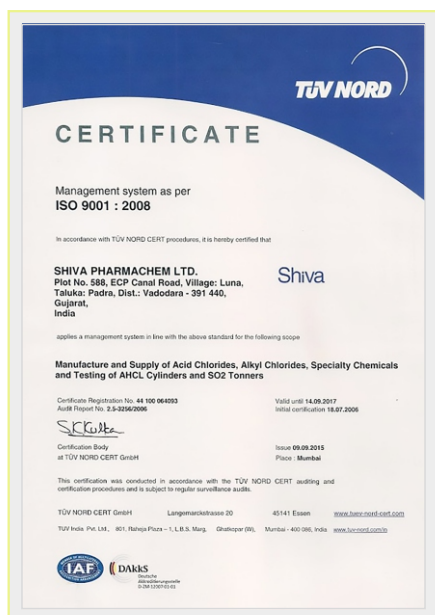 TÜV NORD
CERTIFICATE
Management system as per
ISO 9001 : 2008
In accordance with TÜV NORD CERT procedures, it is hereby certified that
SHIVA PHARMACHEM LTD.
Plot No. 588, ECP Canal Road, Village: Luna,
Taluka: Padra, Dist.: Vadodara - 391 440,
Gujarat,
India
Shiva
applies a management system in line with the above standard for the following scope
Manufacture and Supply of Acid Chlorides, Alkyl Chlorides, Specialty Chemicals
and Testing of AHCL Cylinders and SO2 Tonners
Certificate Registration No. 44 100 064093
Audit Report No. 2.5-3256/2006
Valid until 14.09.2017
Initial certification 18.07.2006
Certification Body
at TÜV NORD CERT GmbH
Issue 09.09.2015
Place : Mumbai
This certification was conducted in accordance with the TÜV NORD CERT auditing and
certification procedures and is subject to regular surveillance audits.
TÜV NORD CERT GmbH Langemarckstrasse 20 45141 Essen www.tuev-nord-cert.com
TUV India Pvt. Ltd., 801, Raheja Plaza – 1, L.B.S. Marg, Ghatkopar (W), Mumbai - 400 086, India www.tuv-nord.com/in
IAF
DAkkS
Deutsche
Akkreditierungsstelle